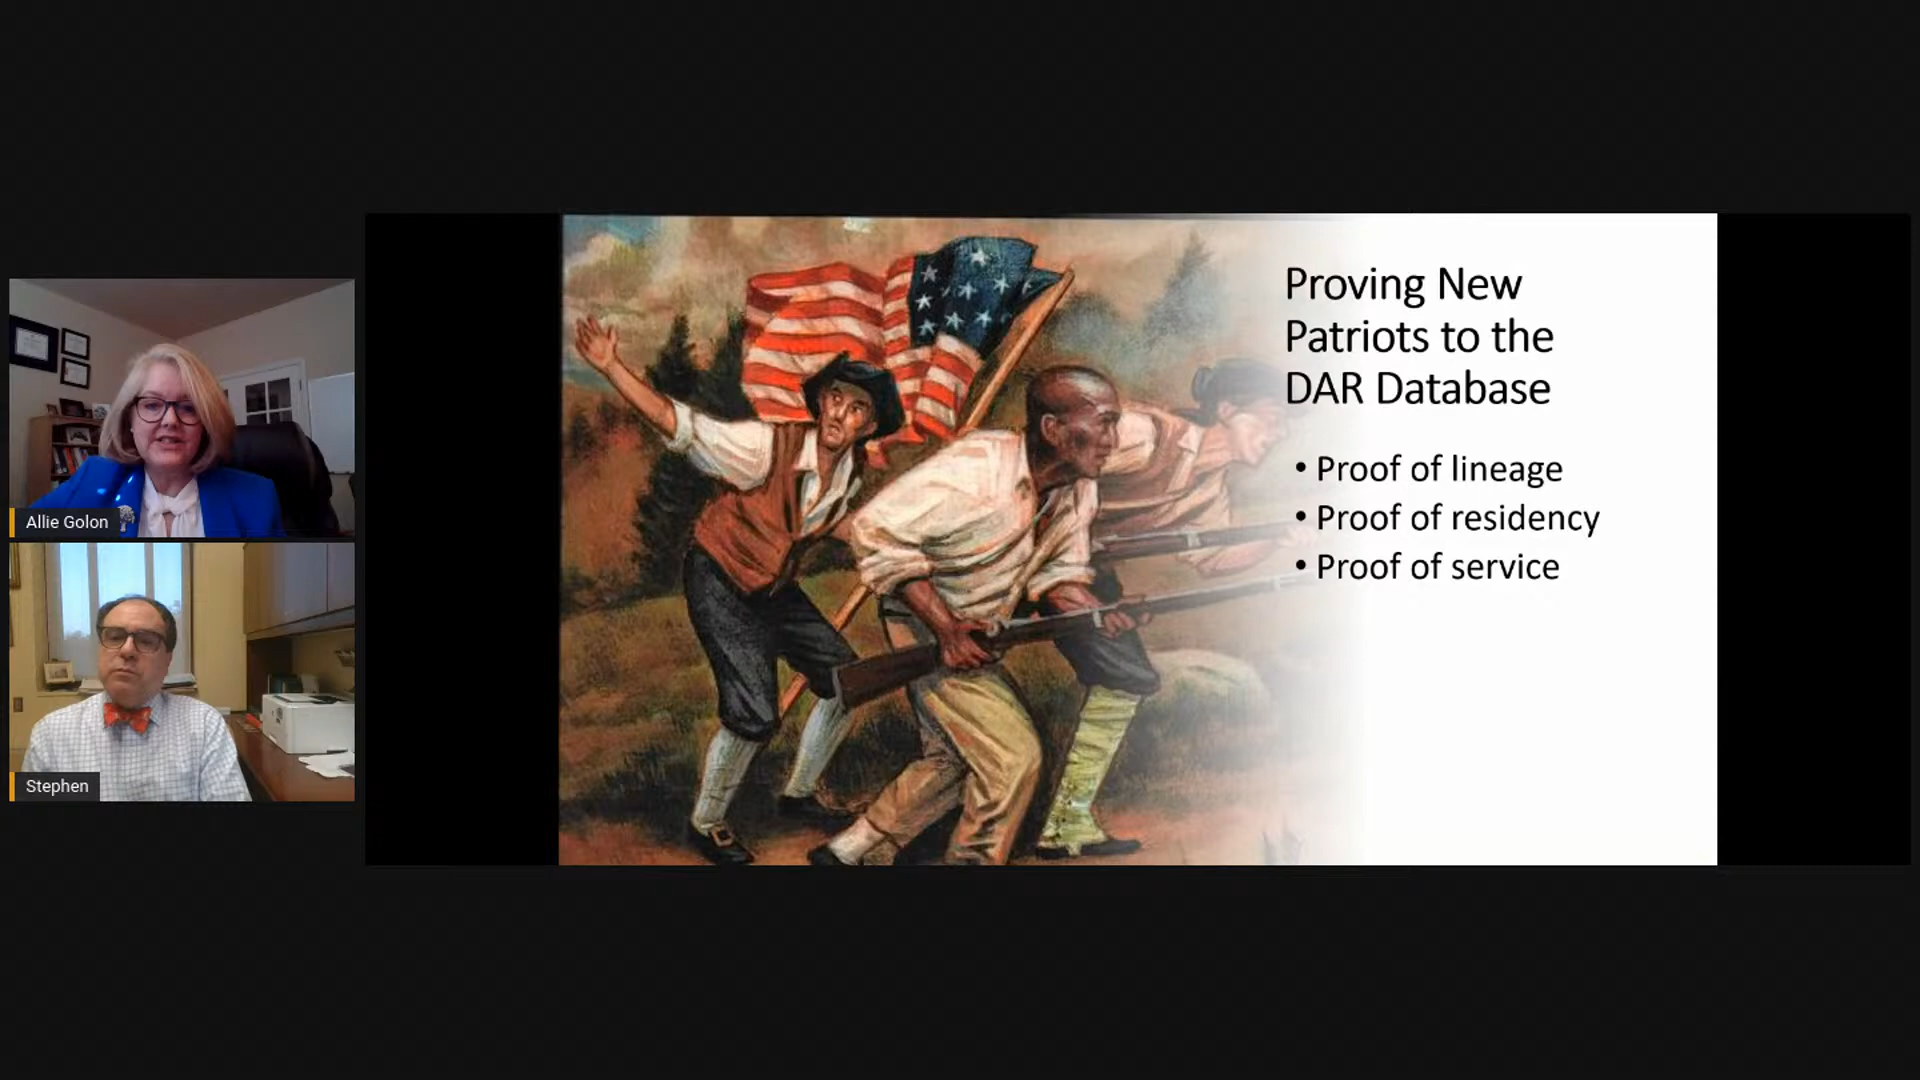 Allie Golon
Stephen
Proving New
Patriots to the
DAR Database
• Proof of lineage
• Proof of residency
• Proof of service